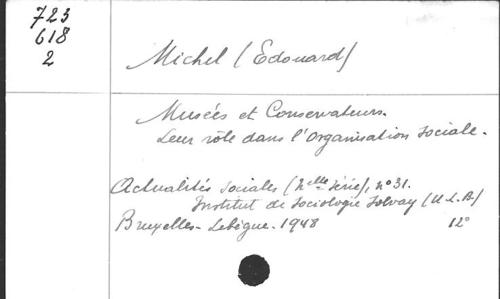 723
618
2
Michel (Edouard)
Musées et Conservateurs.
Leur rôle dans l'Organisation sociale.
Actualités sociales (Nelle série), n° 31.
Institut de Sociologie Solvay (U.L.B.)
Bruxelles - Lebègue. 1948 12°